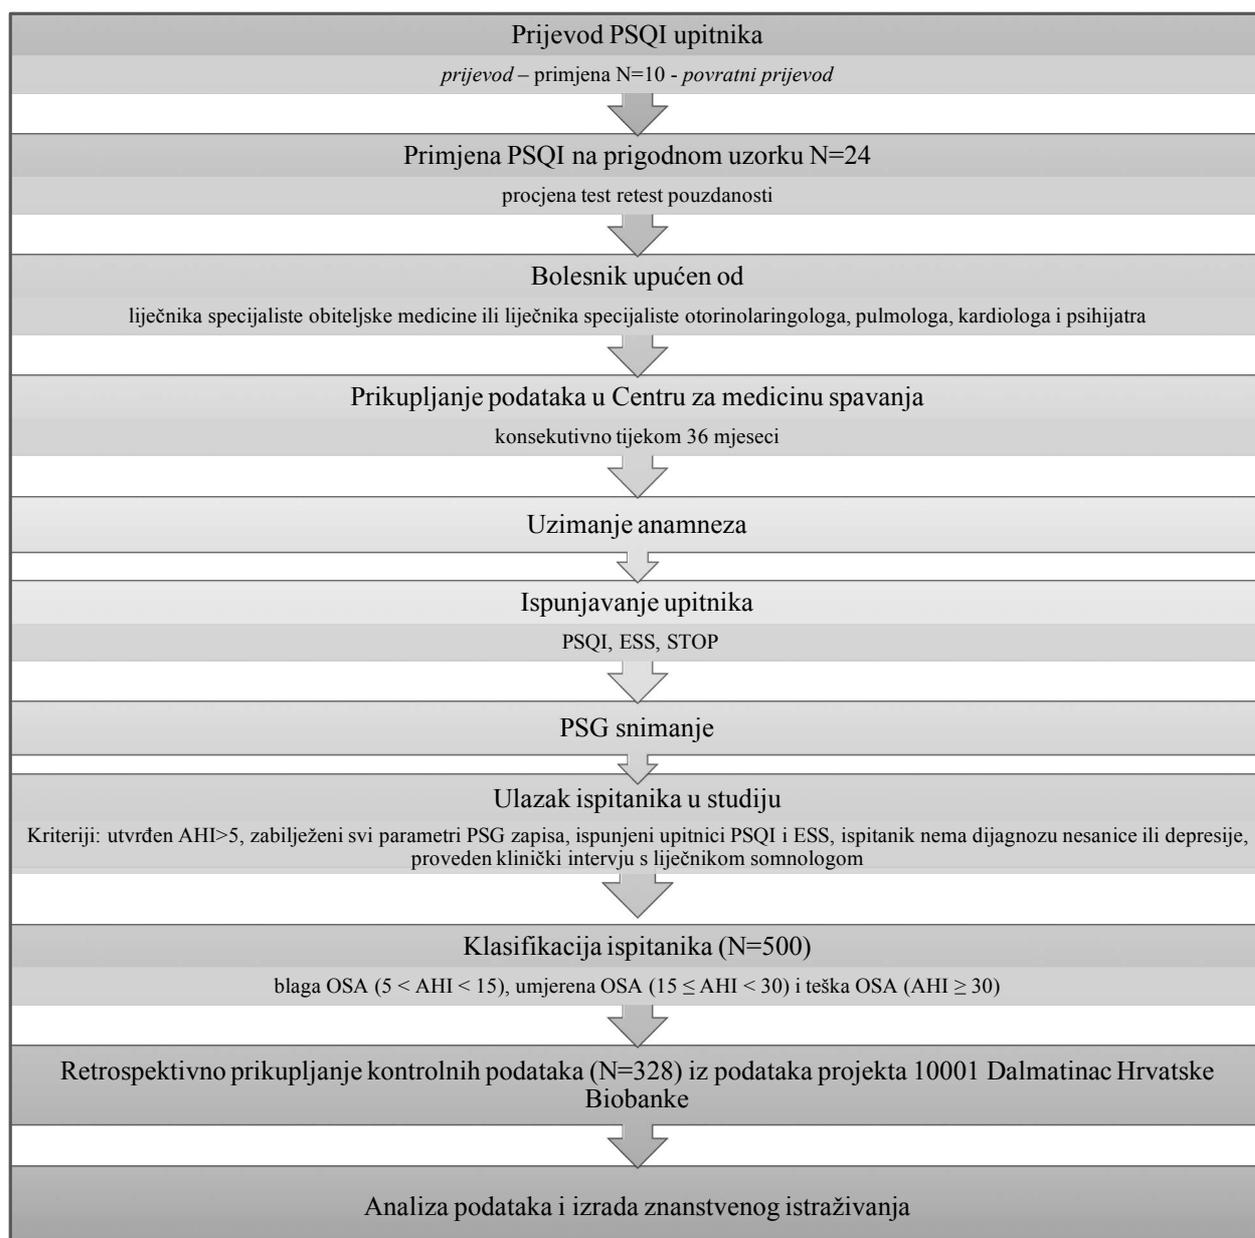 Prijevod PSQI upitnika
prijevod – primjena N=10 - povratni prijevod
Primjena PSQI na prigodnom uzorku N=24
procjena test retest pouzdanosti
Bolesnik upućen od
liječnika specijaliste obiteljske medicine ili liječnika specijaliste otorinolaringologa, pulmologa, kardiologa i psihijatra
Prikupljanje podataka u Centru za medicinu spavanja
konsekutivno tijekom 36 mjeseci
Uzimanje anamneza
Ispunjavanje upitnika
PSQI, ESS, STOP
PSG snimanje
Ulazak ispitanika u studiju
Kriteriji: utvrđen AHI>5, zabilježeni svi parametri PSG zapisa, ispunjeni upitnici PSQI i ESS, ispitanik nema dijagnozu nesanice ili depresije,
proveden klinički intervju s liječnikom somnologom
Klasifikacija ispitanika (N=500)
blaga OSA (5 < AHI < 15), umjerena OSA (15 ≤ AHI < 30) i teška OSA (AHI ≥ 30)
Retrospektivno prikupljanje kontrolnih podataka (N=328) iz podataka projekta 10001 Dalmatinac Hrvatske
Biobanke
Analiza podataka i izrada znanstvenog istraživanja